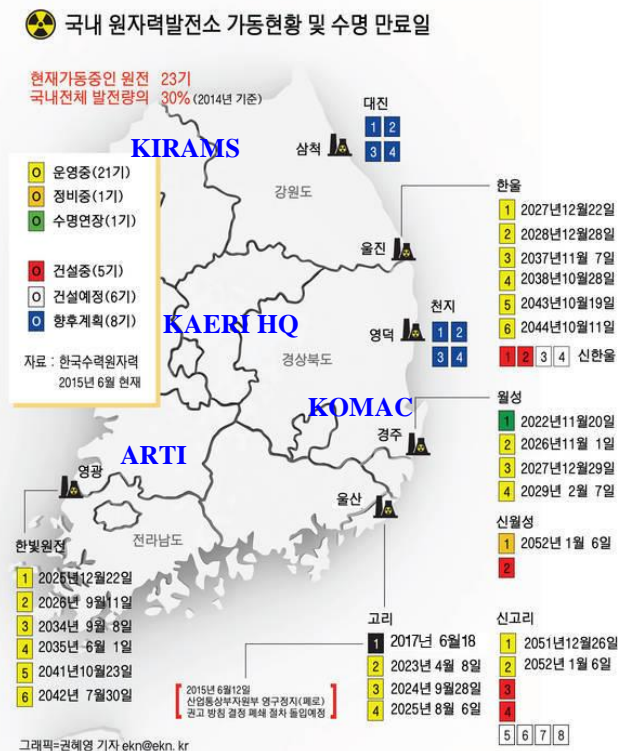 국내 원자력발전소 가동현황 및 수명 만료일
현재가동중인 원전 23기
국내전체 발전량의 30% (2014년 기준)
대진
1 2
3 4
삼척
KIRAMS
강원도
O 운영중(21기)
O 정비중(1기)
O 수명연장(1기)
O 건설중(5기)
O 건설예정(6기)
O 향후계획(8기)
자료 : 한국수력원자력
2015년 6월 현재
울진
한울
1 2027년12월22일
2 2028년12월28일
3 2037년11월 7일
4 2038년10월28일
5 2043년10월19일
6 2044년10월11일
1 2 3 4 신한울
KAERI HQ
천지
1 2
3 4
영덕
경상북도
KOMAC
경주
월성
1 2022년11월20일
2 2026년11월 1일
3 2027년12월29일
4 2029년 2월 7일
신월성
1 2052년 1월 6일
2
ARTI
영광
울산
전라남도
한빛원전
1 2025년12월22일
2 2026년 9월11일
3 2034년 9월 8일
4 2035년 6월 1일
5 2041년10월23일
6 2042년 7월30일
고리
1 2017년 6월18
2 2023년 4월 8일
3 2024년 9월28일
4 2025년 8월 6일
2015년 6월12일
산업통상부자원부 영구정지(폐로)
권고 방침 결정 폐쇄 절차 돌입예정
신고리
1 2051년12월26일
2 2052년 1월 6일
3
4
5 6 7 8
그래픽=권혜영 기자 ekn@ekn.kr